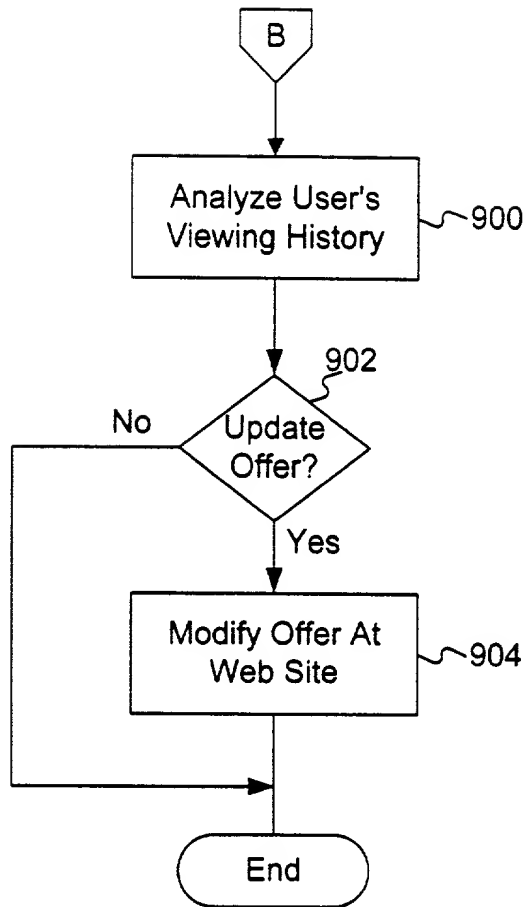 B
Analyze User's
Viewing History
900
902
No
Update
Offer?
Yes
Modify Offer At
Web Site
904
End